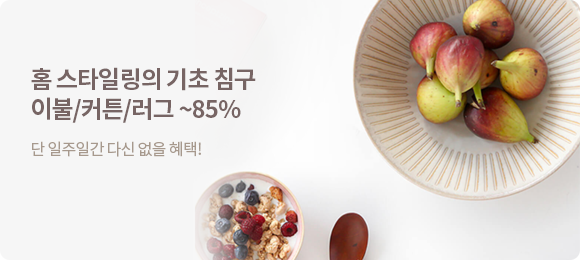 홈 스타일링의 기초 침구
이불/커튼/러그 ~85%
단 일주일간 다신 없을 혜택!